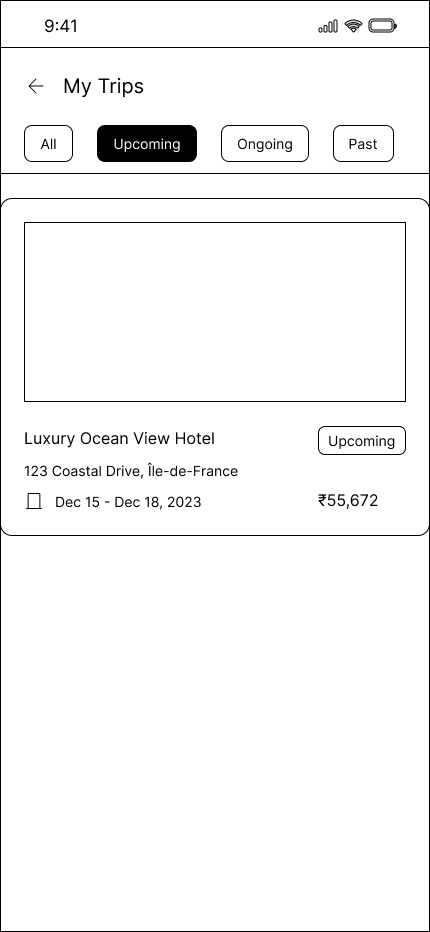 9:41
My Trips
All
Upcoming
Ongoing
Past
Luxury Ocean View Hotel
Upcoming
123 Coastal Drive, Île-de-France
Dec 15 - Dec 18, 2023
₹55,672